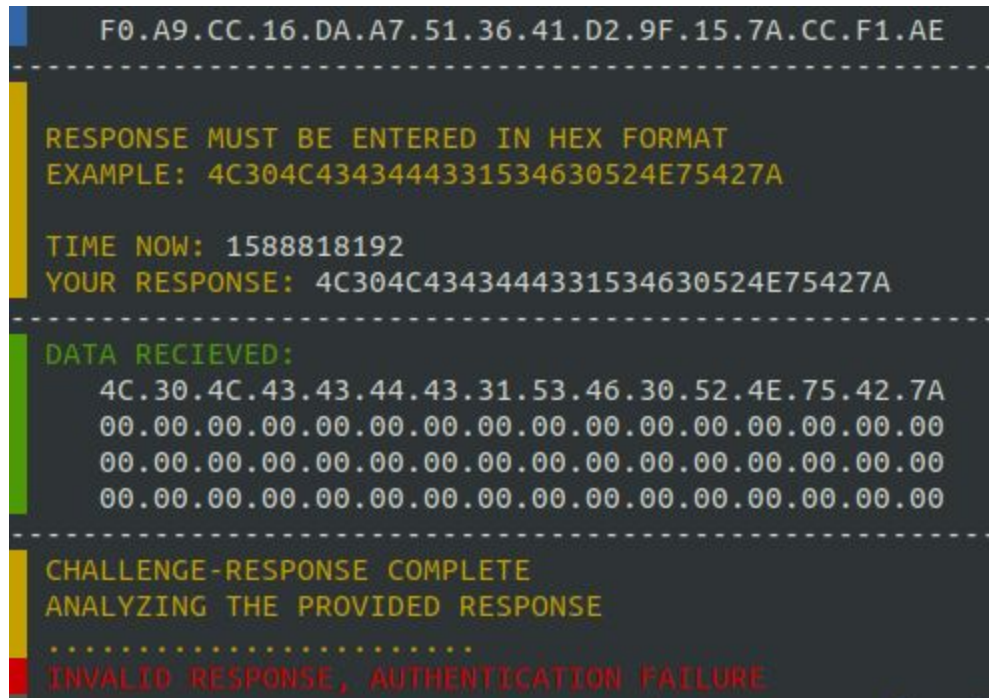 F0.A9.CC.16.DA.A7.51.36.41.D2.9F.15.7A.CC.F1.AE
RESPONSE MUST BE ENTERED IN HEX FORMAT
EXAMPLE: 4C304C4343444331534630524E75427A
TIME NOW: 1588818192
YOUR RESPONSE: 4C304C4343444331534630524E75427A
DATA RECIEVED:
4C.30.4C.43.43.44.43.31.53.46.30.52.4E.75.42.7A
00.00.00.00.00.00.00.00.00.00.00.00.00.00.00.00
00.00.00.00.00.00.00.00.00.00.00.00.00.00.00.00
00.00.00.00.00.00.00.00.00.00.00.00.00.00.00.00
CHALLENGE-RESPONSE COMPLETE
ANALYZING THE PROVIDED RESPONSE
........................
INVALID RESPONSE, AUTHENTICATION FAILURE